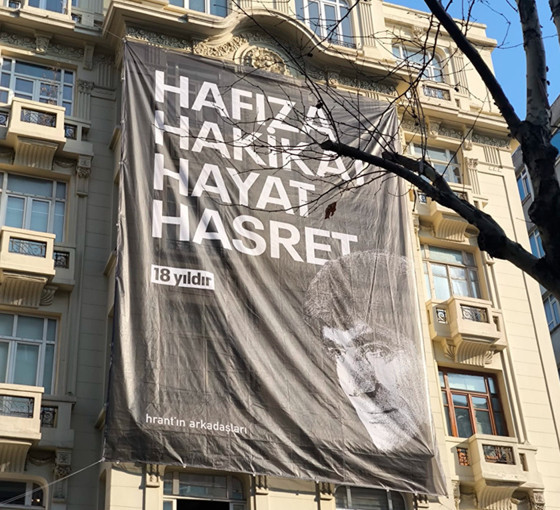 HAFIZA
HAKİKAT
HAYAT
HASRET
18 yıldır
hrant'ın arkadaşları